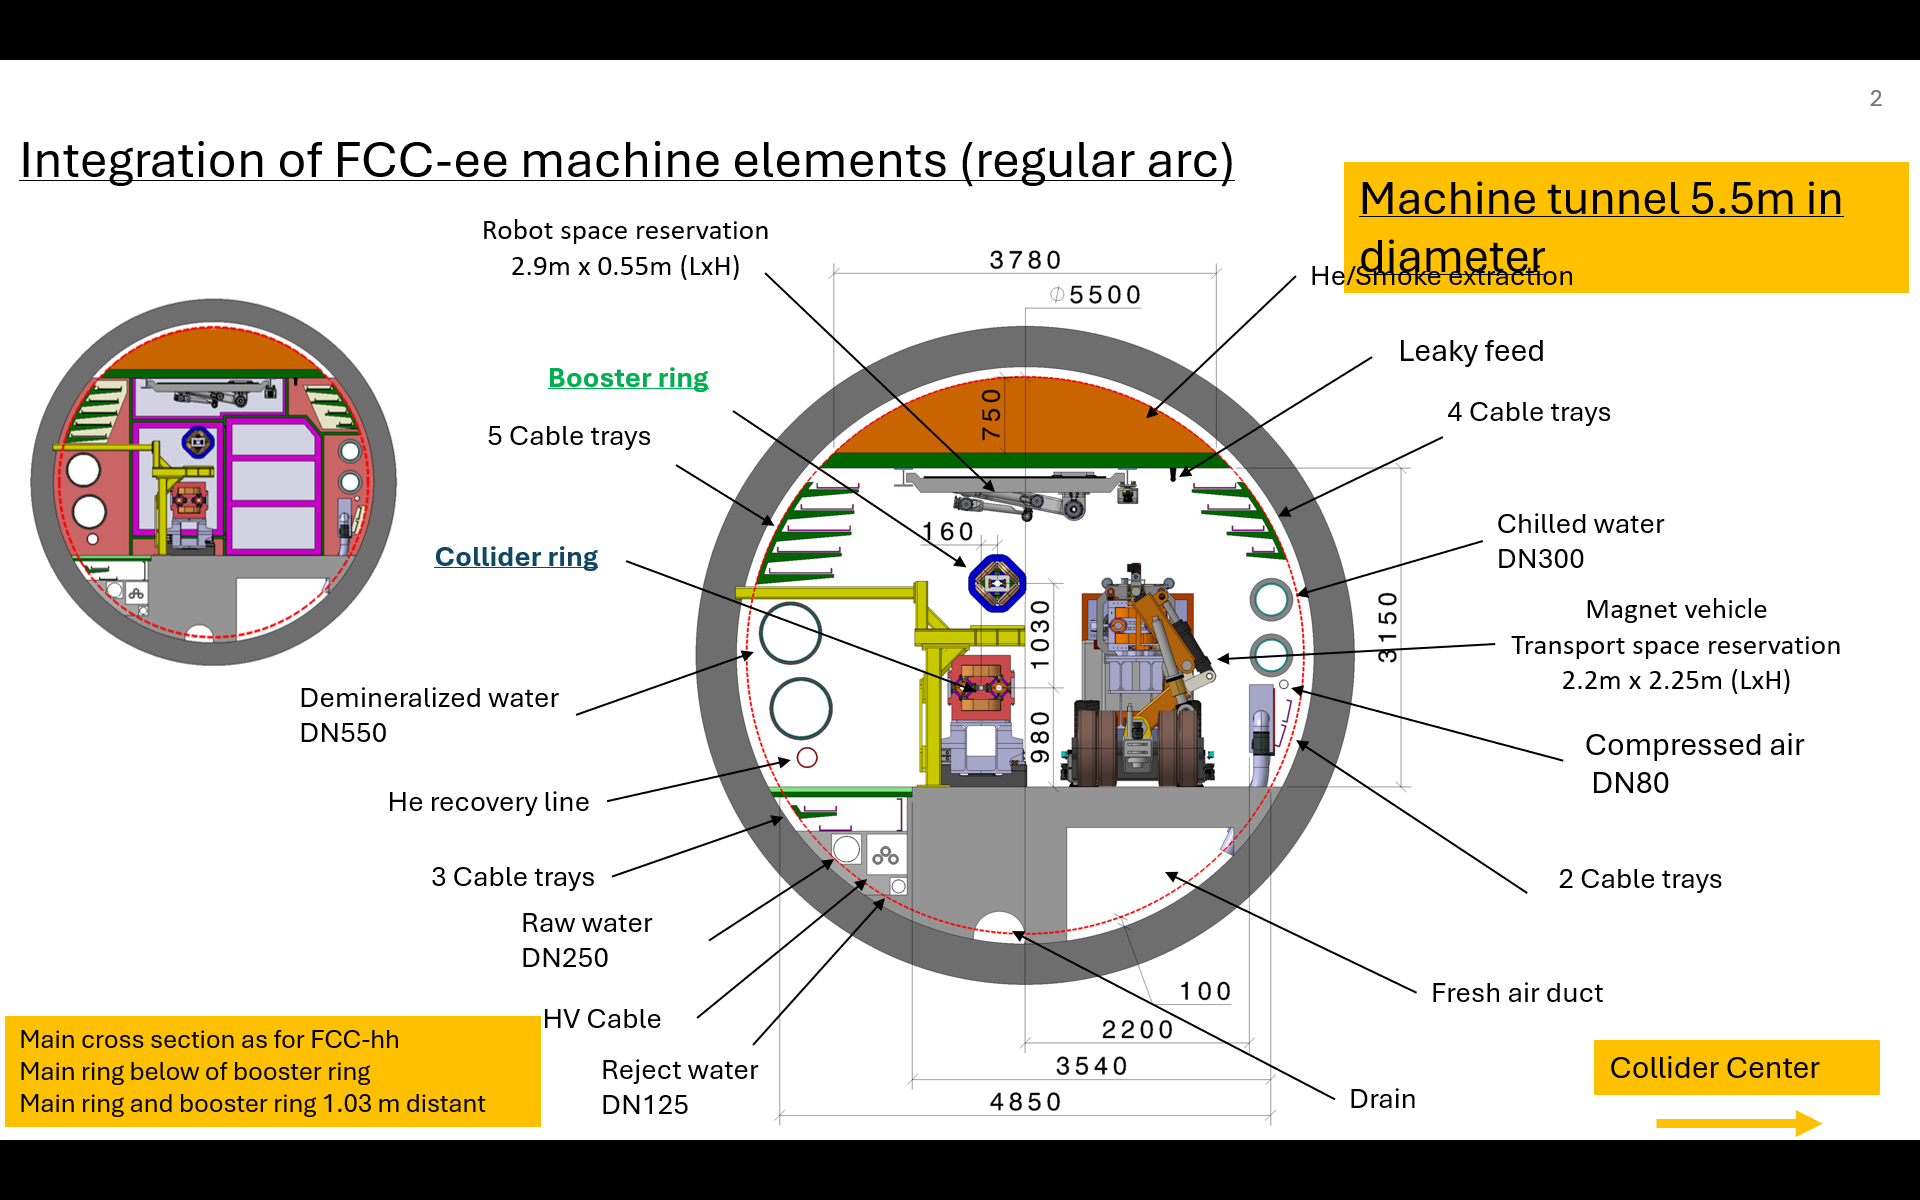 2
Integration of FCC-ee machine elements (regular arc)
Machine tunnel 5.5m in
diameter
Robot space reservation
2.9m x 0.55m (LxH)
3780
∅5500
He/Smoke extraction
Leaky feed
Booster ring
750
4 Cable trays
5 Cable trays
160
Chilled water
DN300
Collider ring
1030
3150
Magnet vehicle
Transport space reservation
2.2m x 2.25m (LxH)
Demineralized water
DN550
980
Compressed air
DN80
He recovery line
3 Cable trays
2 Cable trays
Raw water
DN250
100
Fresh air duct
HV Cable
2200
Main cross section as for FCC-hh
Main ring below of booster ring
Main ring and booster ring 1.03 m distant
Reject water
DN125
3540
Collider Center
4850
Drain